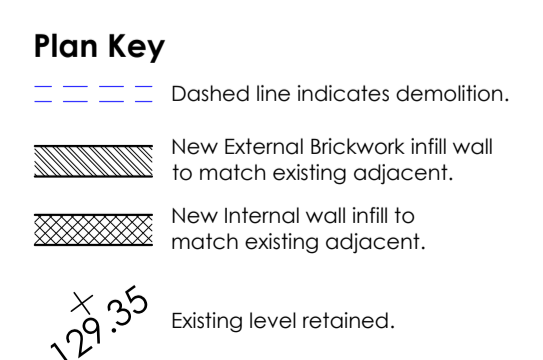 Plan Key
Dashed line indicates demolition.
New External Brickwork infill wall
to match existing adjacent.
New Internal wall infill to
match existing adjacent.
129.35
Existing level retained.